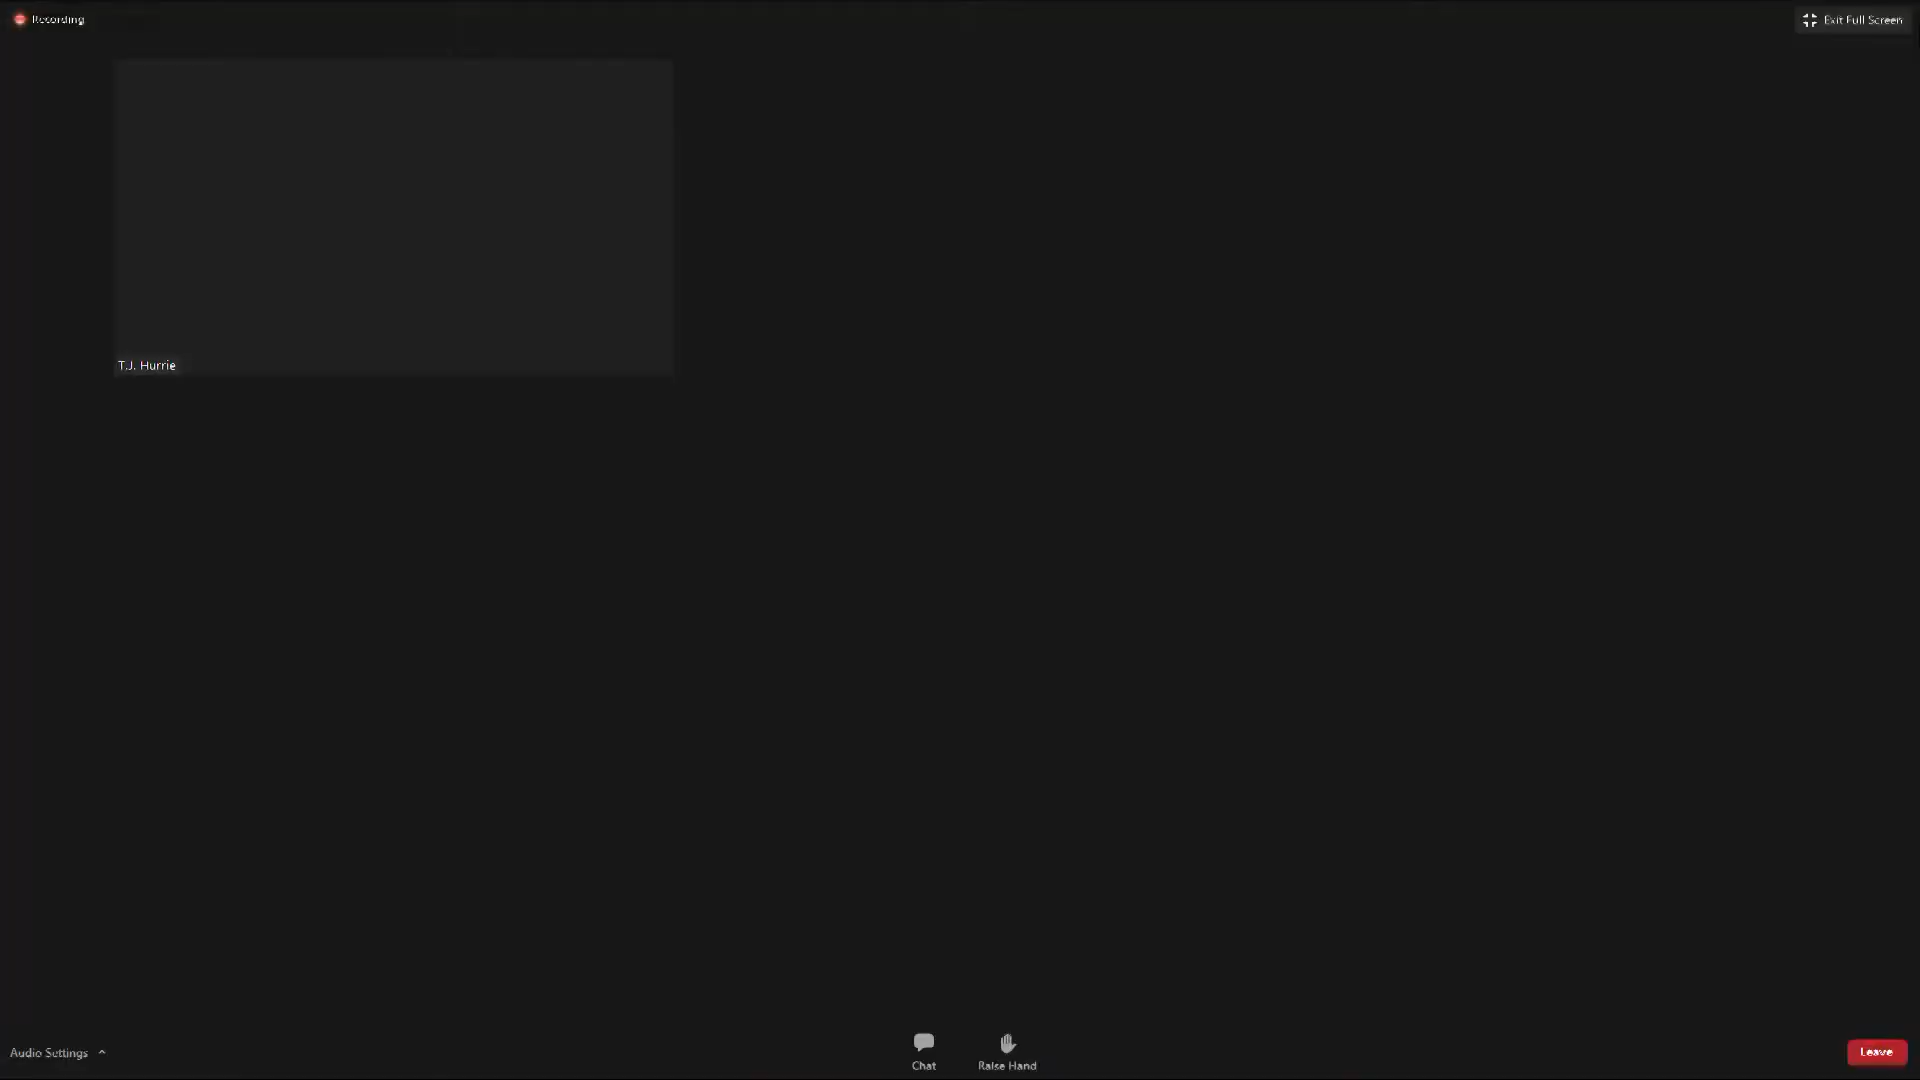 Recording
Exit Full Screen
T.J. Hurrie
Audio Settings
Chat
Raise Hand
Leave